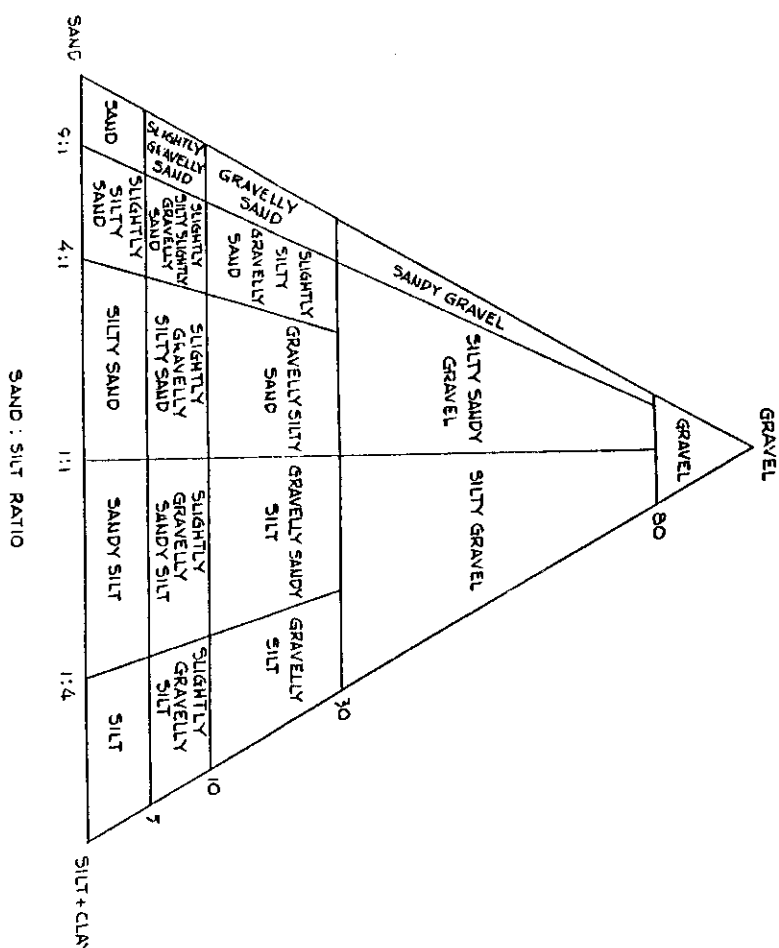 GRAVEL
GRAVEL
80
SANDY GRAVEL
SILTY SANDY
GRAVEL
SILTY GRAVEL
30
GRAVELLY
SAND
SLIGHTLY
SILTY
GRAVELLY
SAND
GRAVELLY SILTY
SAND
GRAVELLY SANDY
SILT
GRAVELLY
SILT
10
SLIGHTLY
GRAVELLY
SAND
SLIGHTLY
SILTY SLIGHTLY
GRAVELLY
SAND
SLIGHTLY
GRAVELLY
SILTY SAND
SLIGHTLY
GRAVELLY
SANDY SILT
SLIGHTLY
GRAVELLY
SILT
SAND
SLIGHTLY
SILTY
SAND
SILTY SAND
SANDY SILT
SILT
SAND
9:1
4:1
1:1
1:4
SILT+CLAY
SAND : SILT RATIO